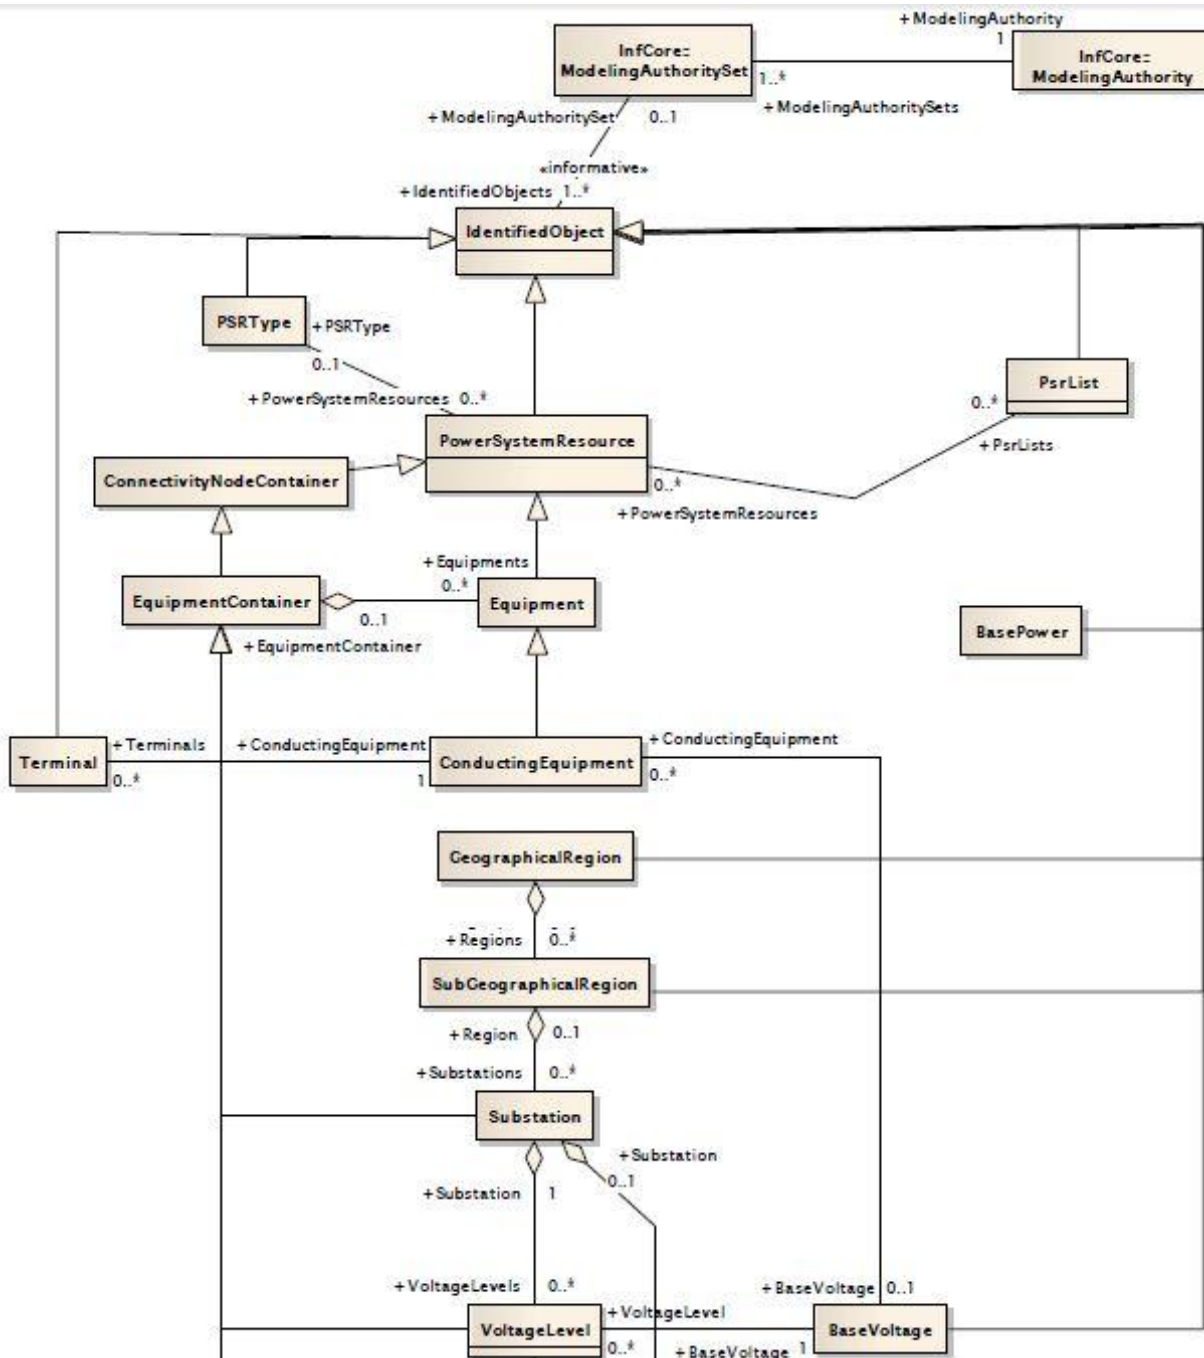 +ModelingAuthority
1
InfCore::
ModelingAuthoritySet
InfCore::
ModelingAuthority
1..*
+ModelingAuthoritySets
+ModelingAuthoritySet
0..1
«informative»
+IdentifiedObjects 1..*
IdentifiedObject
PSRType
+PSRType
0..1
+PowerSystemResources 0..*
PsrList
0..*
+PsrLists
PowerSystemResource
0..*
+PowerSystemResources
ConnectivityNodeContainer
+Equipments
0..*
EquipmentContainer
0..1
+EquipmentContainer
Equipment
BasePower
Terminal
+Terminals
0..*
+ConductingEquipment
1
ConductingEquipment
+ConductingEquipment
0..*
GeographicalRegion
+Regions 0..*
SubGeographicalRegion
+Region 0..1
+Substations 0..*
Substation
+Substation
0..1
+Substation 1
+VoltageLevels 0..*
+BaseVoltage 0..1
VoltageLevel
+VoltageLevel
0..*
BaseVoltage
+BaseVoltage 1